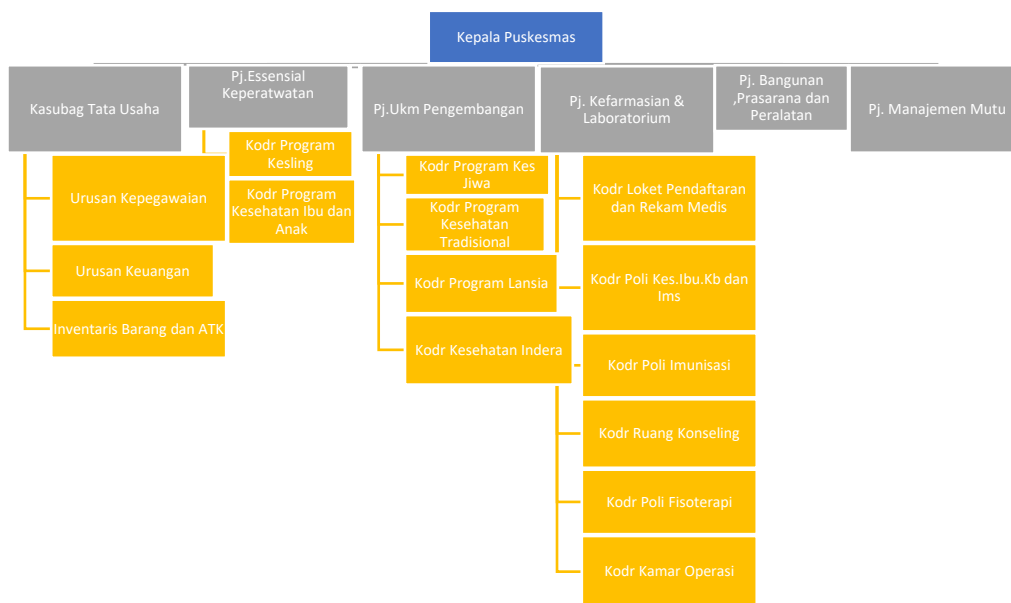 Kepala Puskesmas
Kasubag Tata Usaha
Pj.Essensial
Keperatwatan
Pj.Ukm Pengembangan
Pj. Kefarmasian &
Laboratorium
Pj. Bangunan
,Prasarana dan
Peralatan
Pj. Manajemen Mutu
Urusan Kepegawaian
Urusan Keuangan
Inventaris Barang dan ATK
Kodr Program
Kesling
Kodr Program
Kesehatan Ibu dan
Anak
Kodr Program Kes
Jiwa
Kodr Program
Kesehatan
Tradisional
Kodr Program Lansia
Kodr Kesehatan Indera
Kodr Loket Pendaftaran
dan Rekam Medis
Kodr Poli Kes.Ibu.Kb dan
Ims
Kodr Poli Imunisasi
Kodr Ruang Konseling
Kodr Poli Fisoterapi
Kodr Kamar Operasi